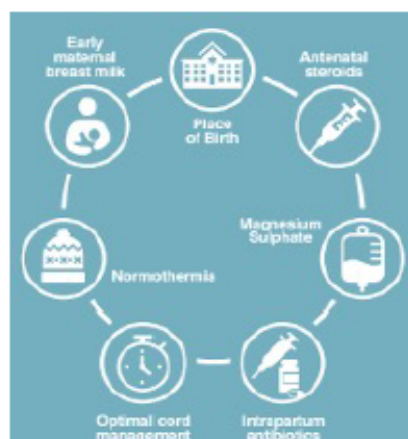 Early
maternal
breast milk
Place
of Birth
Antenatal
steroids
Magnesium
Sulphate
Normothermia
Optimal cord
management
Intrapartum
antibiotics